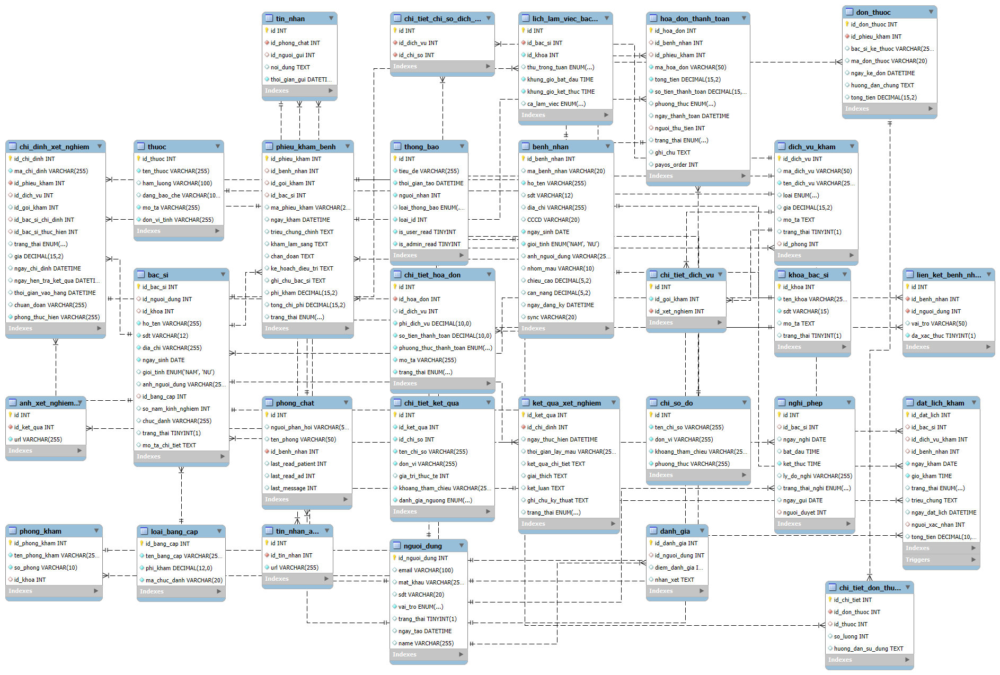 tin_nhan
id INT
id_phong_chat INT
id_nguoi_gui INT
noi_dung TEXT
thoi_gian_gui DATETI...
Indexes
chi_tiet_chi_so_dich_...
id INT
id_dich_vu INT
id_chi_so INT
Indexes
lich_lam_viec_bac...
id INT
id_bac_si INT
id_khoa INT
thu_trong_tuan ENUM(...)
khung_gio_bat_dau TIME
khung_gio_ket_thuc TIME
ca_lam_viec ENUM(...)
Indexes
hoa_don_thanh_toan
id_hoa_don INT
id_benh_nhan INT
id_phieu_kham INT
ma_hoa_don VARCHAR(50)
tong_tien DECIMAL(15,2)
so_tien_thanh_toan DECIMAL(15,...
phuong_thuc ENUM(...)
ngay_thanh_toan DATETIME
nguoi_thu_tien INT
trang_thai ENUM(...)
ghi_chu TEXT
payos_order INT
Indexes
don_thuoc
id_don_thuoc INT
id_phieu_kham INT
bac_si_ke_thuoc VARCHAR(25...
ma_don_thuoc VARCHAR(20)
ngay_ke_don DATETIME
huong_dan_chung TEXT
tong_tien DECIMAL(15,2)
Indexes
chi_dinh_xet_nghiem
id_chi_dinh INT
ma_chi_dinh VARCHAR(255)
id_phieu_kham INT
id_dich_vu INT
id_goi_kham INT
id_bac_si_chi_dinh INT
id_bac_si_thuc_hien INT
trang_thai ENUM(...)
gia DECIMAL(15,2)
ngay_chi_dinh DATETIME
ngay_hen_tra_ket_qua DATETI...
thoi_gian_vao_hang DATETIME
chuan_doan VARCHAR(255)
phong_thuc_hien VARCHAR(255)
Indexes
thuoc
id_thuoc INT
ten_thuoc VARCHAR(255)
ham_luong VARCHAR(100)
dang_bao_che VARCHAR(10...
mo_ta VARCHAR(255)
don_vi_tinh VARCHAR(255)
Indexes
phieu_kham_benh
id_phieu_kham INT
id_benh_nhan INT
id_goi_kham INT
id_bac_si INT
ma_phieu_kham VARCHAR(2...
ngay_kham DATETIME
trieu_chung_chinh TEXT
kham_lam_sang TEXT
chan_doan TEXT
ke_hoach_dieu_tri TEXT
ghi_chu_bac_si TEXT
phi_kham DECIMAL(15,2)
tong_chi_phi DECIMAL(15,2)
trang_thai ENUM(...)
Indexes
thong_bao
id INT
tieu_de VARCHAR(255)
thoi_gian_tao DATETIME
nguoi_nhan INT
loai_thong_bao ENUM(...
loai_id INT
is_user_read TINYINT
is_admin_read TINYINT
Indexes
benh_nhan
id_benh_nhan INT
ma_benh_nhan VARCHAR(20)
ho_ten VARCHAR(255)
sdt VARCHAR(12)
dia_chi VARCHAR(255)
CCCD VARCHAR(20)
ngay_sinh DATE
gioi_tinh ENUM('NAM', 'NU')
anh_nguoi_dung VARCHAR(25...
nhom_mau VARCHAR(10)
chieu_cao DECIMAL(5,2)
can_nang DECIMAL(5,2)
ngay_dang_ky DATETIME
sync VARCHAR(20)
Indexes
dich_vu_kham
id_dich_vu INT
ma_dich_vu VARCHAR(50)
ten_dich_vu VARCHAR(25...
loai ENUM(...)
gia DECIMAL(15,2)
mo_ta TEXT
trang_thai TINYINT(1)
id_phong INT
Indexes
bac_si
id_bac_si INT
id_nguoi_dung INT
id_khoa INT
ho_ten VARCHAR(255)
sdt VARCHAR(12)
dia_chi VARCHAR(255)
ngay_sinh DATE
gioi_tinh ENUM('NAM', 'NU')
anh_nguoi_dung VARCHAR(25...
id_bang_cap INT
so_nam_kinh_nghiem INT
chuc_danh VARCHAR(255)
trang_thai TINYINT(1)
mo_ta_chi_tiet TEXT
Indexes
chi_tiet_hoa_don
id INT
id_hoa_don INT
id_dich_vu INT
phi_dich_vu DECIMAL(10,0)
so_tien_thanh_toan DECIMAL(10,0)
phuong_thuc_thanh_toan ENUM(...)
mo_ta VARCHAR(255)
trang_thai ENUM(...)
Indexes
chi_tiet_dich_vu
id INT
id_goi_kham INT
id_xet_nghiem INT
Indexes
khoa_bac_si
id_khoa INT
ten_khoa VARCHAR(25...
sdt VARCHAR(15)
mo_ta TEXT
trang_thai TINYINT(1)
Indexes
lien_ket_benh_nh...
id INT
id_benh_nhan INT
id_nguoi_dung INT
vai_tro VARCHAR(50)
da_xac_thuc TINYINT(1)
Indexes
anh_xet_nghiem...
id INT
id_ket_qua INT
url VARCHAR(255)
Indexes
phong_chat
id INT
nguoi_phan_hoi VARCHAR(5...
ten_phong VARCHAR(50)
id_benh_nhan INT
last_read_patient INT
last_read_ad INT
last_message INT
Indexes
chi_tiet_ket_qua
id INT
id_ket_qua INT
id_chi_so INT
ten_chi_so VARCHAR(255)
don_vi VARCHAR(255)
gia_tri_thuc_te INT
khoang_tham_chieu VARCHAR(25...
danh_gia_nguong ENUM(...)
Indexes
ket_qua_xet_nghiem
id_ket_qua INT
id_chi_dinh INT
ngay_thuc_hien DATETIME
thoi_gian_lay_mau VARCHAR(25...
ket_qua_chi_tiet TEXT
giai_thich TEXT
ket_luan TEXT
ghi_chu_ky_thuat TEXT
trang_thai ENUM(...)
Indexes
chi_so_do
id INT
ten_chi_so VARCHAR(255)
don_vi VARCHAR(255)
khoang_tham_chieu VARCHAR(25...
phuong_thuc VARCHAR(255)
Indexes
nghi_phep
id INT
id_bac_si INT
ngay_nghi DATE
bat_dau TIME
ket_thuc TIME
ly_do_nghi VARCHAR(255)
trang_thai_nghi ENUM(...)
ngay_gui DATE
nguoi_duyet INT
Indexes
dat_lich_kham
id_dat_lich INT
id_bac_si INT
id_dich_vu_kham INT
id_benh_nhan INT
ngay_kham DATE
gio_kham TIME
trang_thai ENUM(...)
trieu_chung TEXT
ngay_dat_lich DATETIME
nguoi_xac_nhan INT
tong_tien DECIMAL(10,...
Indexes
Triggers
phong_kham
id_phong_kham INT
ten_phong_kham VARCHAR(25...
so_phong VARCHAR(10)
id_khoa INT
Indexes
loai_bang_cap
id_bang_cap INT
ten_bang_cap VARCHAR(25...
phi_kham DECIMAL(12,0)
ma_chuc_danh VARCHAR(20)
Indexes
tin_nhan_a...
id INT
id_tin_nhan INT
url VARCHAR(255)
Indexes
nguoi_dung
id_nguoi_dung INT
email VARCHAR(100)
mat_khau VARCHAR(25...
sdt VARCHAR(20)
vai_tro ENUM(...)
trang_thai TINYINT(1)
ngay_tao DATETIME
name VARCHAR(255)
Indexes
danh_gia
id_danh_gia INT
id_nguoi_dung INT
diem_danh_gia I...
nhan_xet TEXT
Indexes
chi_tiet_don_thu...
id_chi_tiet INT
id_don_thuoc INT
id_thuoc INT
so_luong INT
huong_dan_su_dung TEXT
Indexes